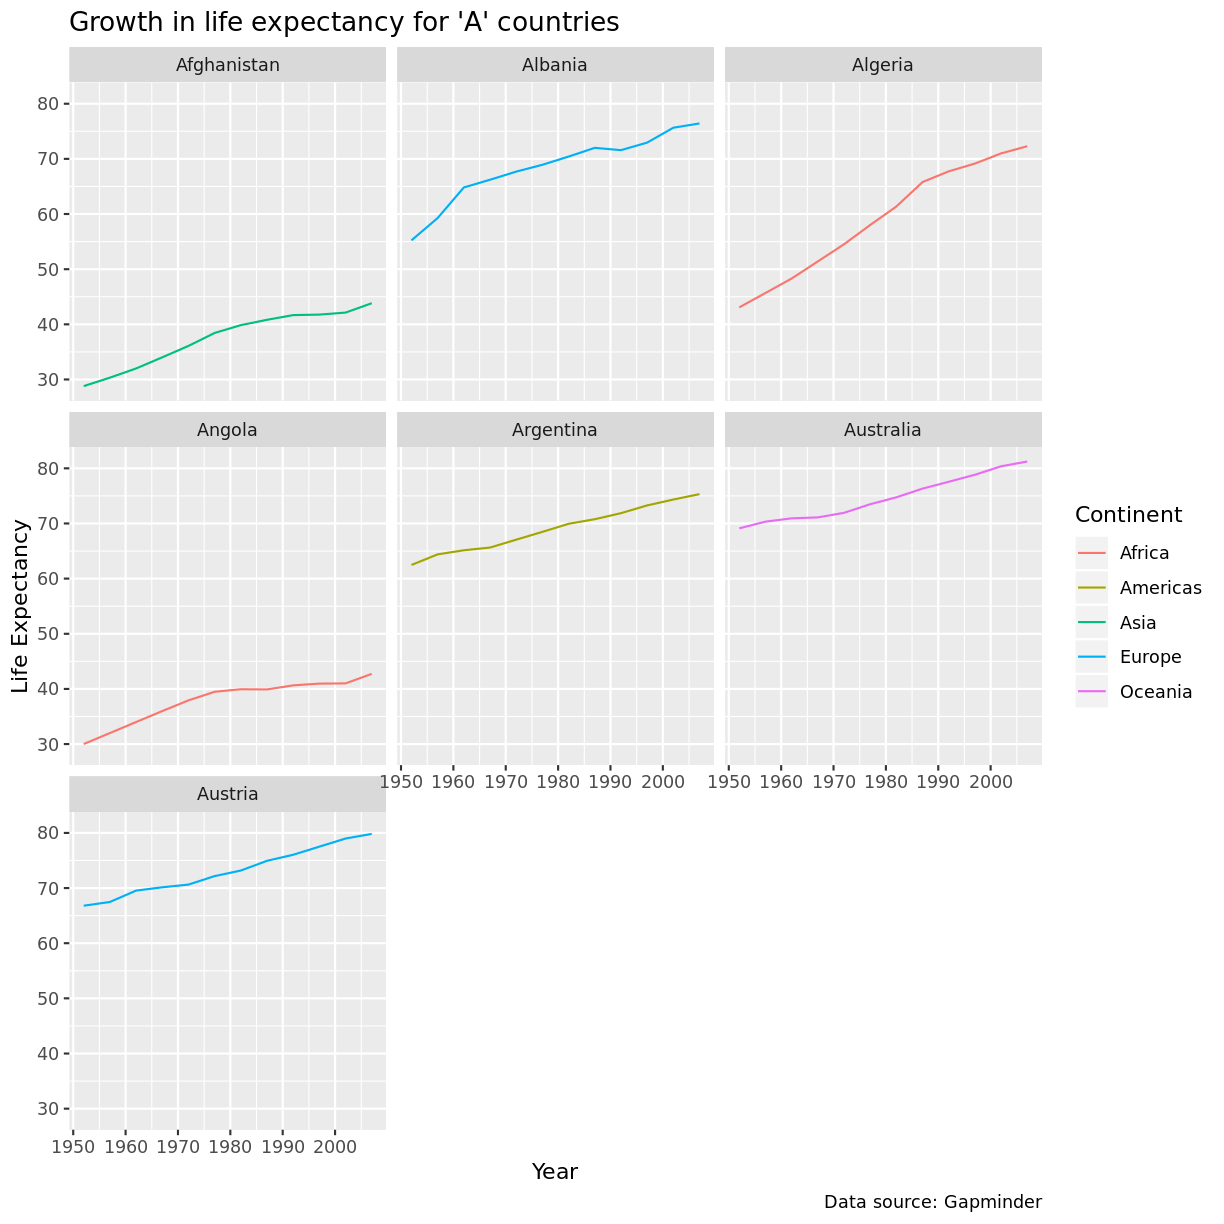 Growth in life expectancy for 'A' countries
Afghanistan
Albania
Algeria
80
70
60
50
40
30
Angola
Argentina
Australia
80
70
60
50
40
30
1950 1960 1970 1980 1990 2000
1950 1960 1970 1980 1990 2000
Austria
80
70
60
50
40
30
1950 1960 1970 1980 1990 2000
Life Expectancy
Year
Continent
Africa
Americas
Asia
Europe
Oceania
Data source: Gapminder